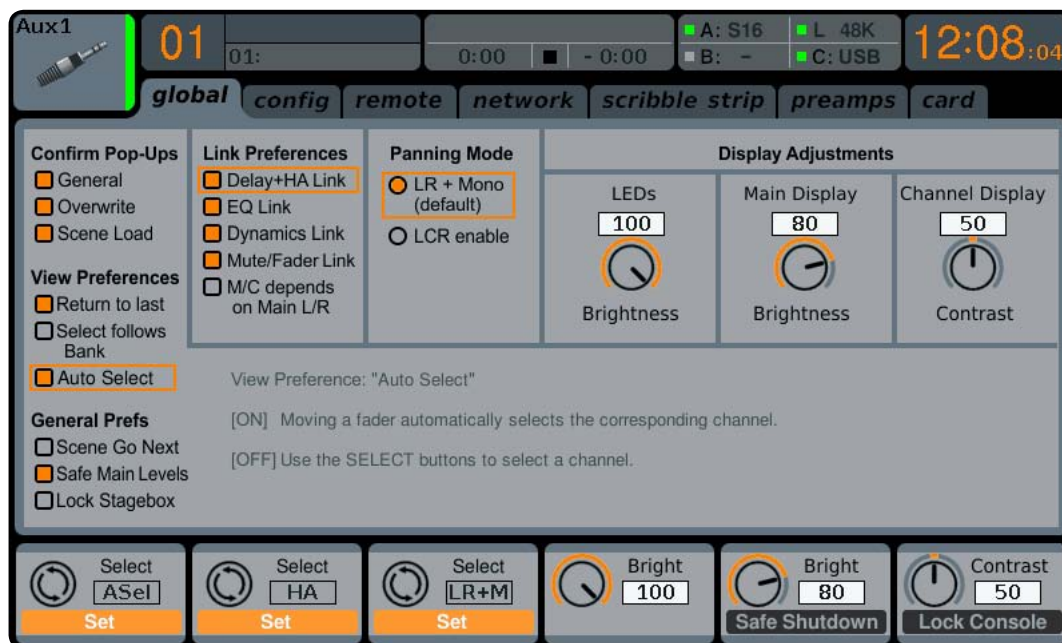 Aux1
01
01:
0:00
- 0:00
A: S16
B: -
L 48K
C: USB
12:08:04
global
config
remote
network
scribble strip
preamps
card
Confirm Pop-Ups
General
Overwrite
Scene Load
View Preferences
Return to last
Select follows
Bank
Auto Select
General Prefs
Scene Go Next
Safe Main Levels
Lock Stagebox
Link Preferences
Delay+HA Link
EQ Link
Dynamics Link
Mute/Fader Link
M/C depends
on Main L/R
Panning Mode
LR + Mono
(default)
LCR enable
Display Adjustments
LEDs
100
Brightness
Main Display
80
Brightness
Channel Display
50
Contrast
View Preference: "Auto Select"
[ON] Moving a fader automatically selects the corresponding channel.
[OFF] Use the SELECT buttons to select a channel.
Select
ASel
Set
Select
HA
Set
Select
LR+M
Set
Bright
100
Bright
80
Safe Shutdown
Contrast
50
Lock Console